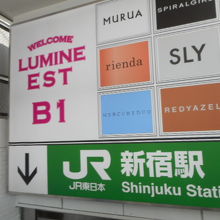 WELCOME
LUMINE
EST
B1
MURUA
SPIRALGIRL
rienda
SLY
MERCURYDUO
REDYAZEL
JR 新宿駅
JR東日本
Shinjuku Stati